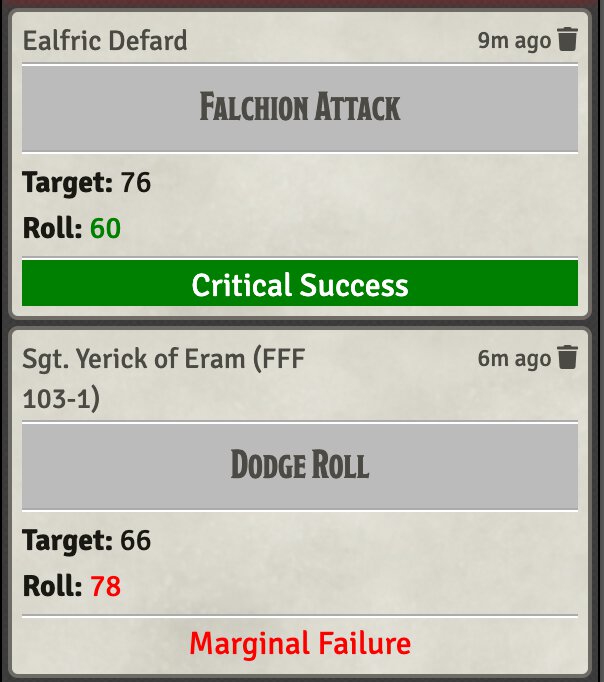 Ealfric Defard 9m ago
Falchion Attack
Target: 76
Roll: 60
Critical Success
Sgt. Yerick of Eram (FFF 6m ago
103-1)
Dodge Roll
Target: 66
Roll: 78
Marginal Failure